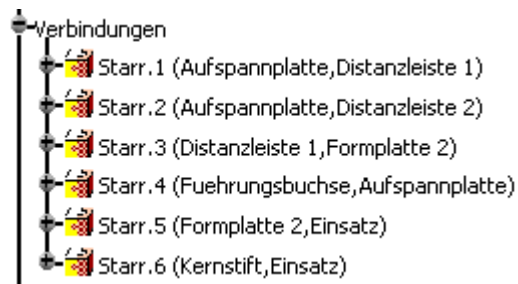 Verbindungen
Starr.1 (Aufspannplatte,Distanzleiste 1)
Starr.2 (Aufspannplatte,Distanzleiste 2)
Starr.3 (Distanzleiste 1,Formplatte 2)
Starr.4 (Fuehrungsbuchse,Aufspannplatte)
Starr.5 (Formplatte 2,Einsatz)
Starr.6 (Kernstift,Einsatz)